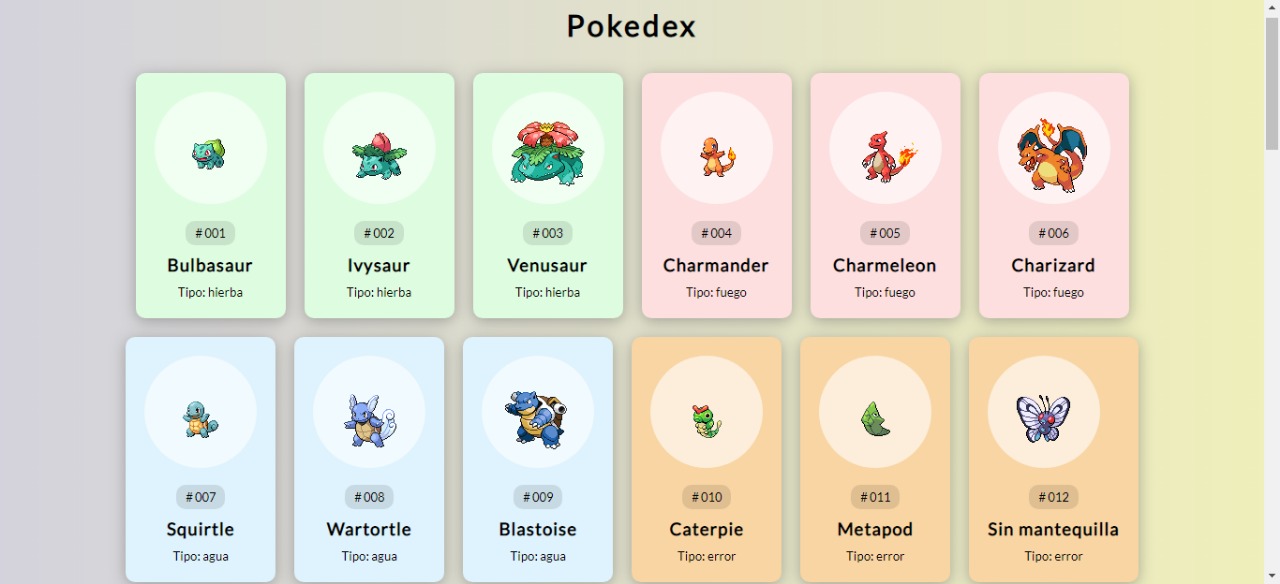 Pokedex
#001
#002
#003
#004
#005
#006
Bulbasaur
Ivysaur
Venusaur
Charmander
Charmeleon
Charizard
Tipo: hierba
Tipo: hierba
Tipo: hierba
Tipo: fuego
Tipo: fuego
Tipo: fuego
#007
#008
#009
#010
#011
#012
Squirtle
Wartortle
Blastoise
Caterpie
Metapod
Sin mantequilla
Tipo: agua
Tipo: agua
Tipo: agua
Tipo: error
Tipo: error
Tipo: error